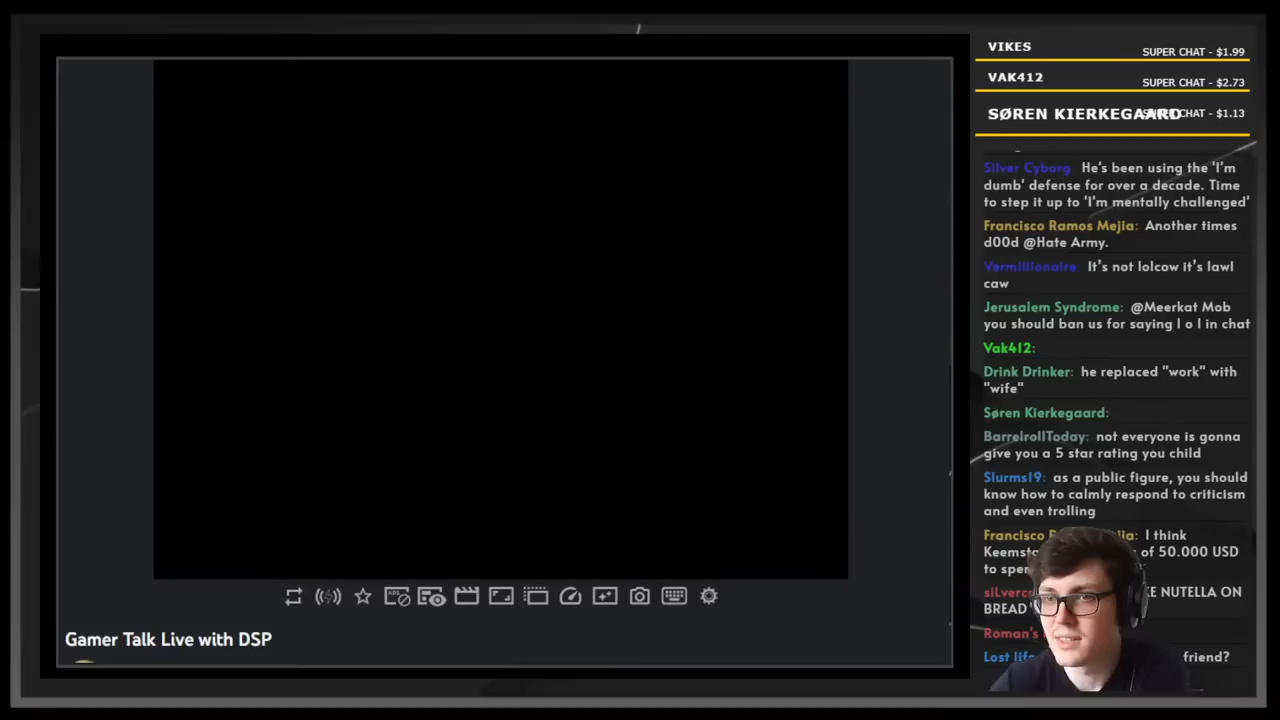 VIKES
SUPER CHAT - $1.99
VAK412
SUPER CHAT - $2.73
SØREN KIERKEGAARD
CHAT - $1.13
Silver Cyborg He's been using the 'I'm
dumb' defense for over a decade. Time
to step it up to 'I'm mentally challenged'
Francisco Ramos Mejia: Another times
d00d @Hate Army.
Vermillionaire It's not lolcow it's lawl
caw
Jerusalem Syndrome: @Meerkat Mob
you should ban us for saying l o l in chat
Vak412:
Drink Drinker: he replaced "work" with
"wife"
Søren Kierkegaard:
BarrelrollToday: not everyone is gonna
give you a 5 star rating you child
Slurms19: as a public figure, you should
know how to calmly respond to criticism
and even trolling
Francisco I think
of 50.000 USD
to
NUTELLA ON
BREAD
Roman's
Lost friend?
Gamer Talk Live with DSP